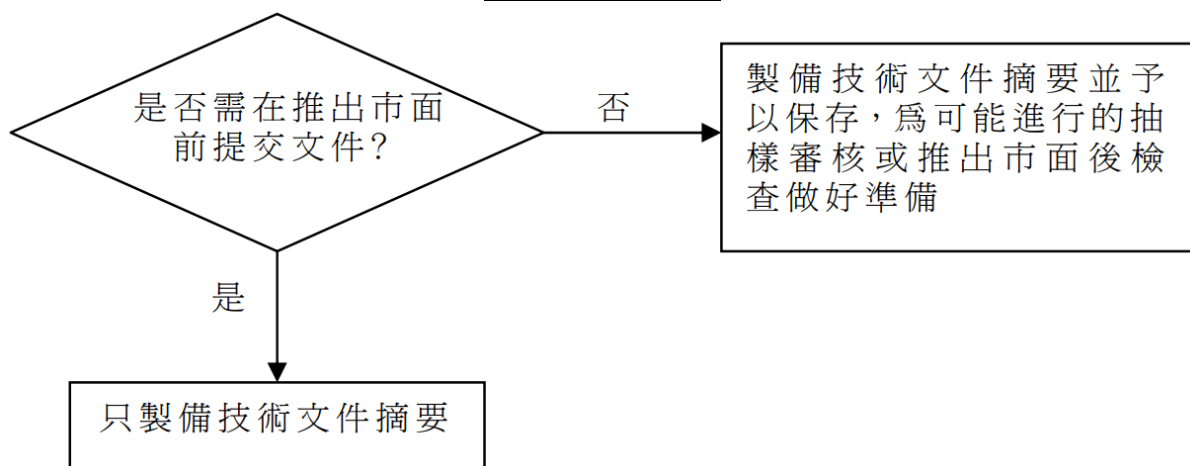 是否需在推出市面
前提交文件?
否
製備技術文件摘要並予
以保存，爲可能進行的抽
樣審核或推出市面後檢
查做好準備
是
只製備技術文件摘要